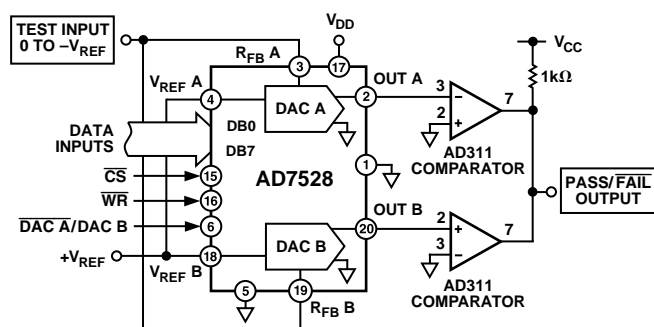 TEST INPUT
0 TO –VREF
VDD
VCC
RFB A
3
17
1kΩ
VREF A
OUT A
4
DAC A
2
3
–
7
2
+
DATA
INPUTS
DB0
DB7
AD311
COMPARATOR
1
CS
15
AD7528
WR
16
PASS/FAIL
OUTPUT
DAC A/DAC B
6
OUT B
20
2
+
7
3
–
DAC B
+VREF
18
VREF B
AD311
COMPARATOR
5
19
RFB B